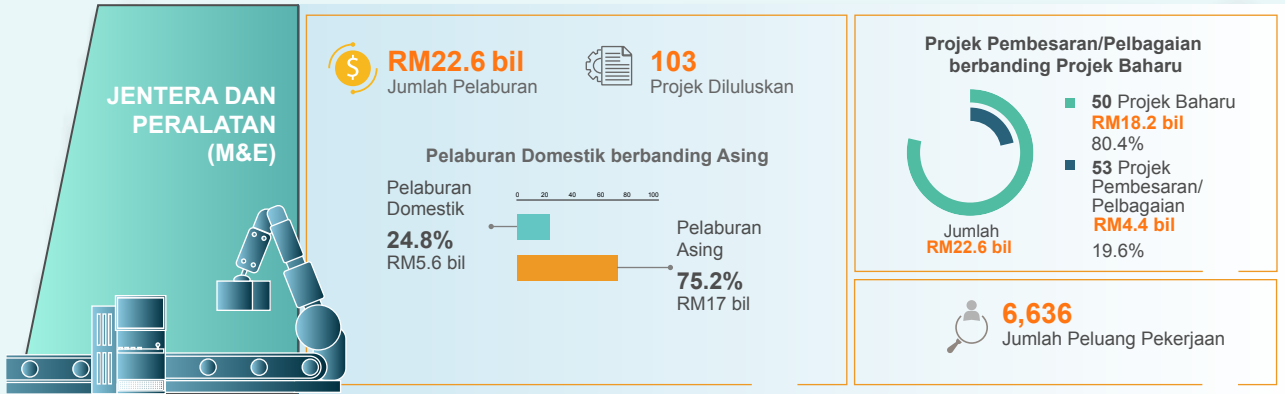 JENTERA DAN
PERALATAN
(M&E)
RM22.6 bil
Jumlah Pelaburan
103
Projek Diluluskan
Pelaburan Domestik berbanding Asing
Pelaburan
Domestik
24.8%
RM5.6 bil
0 20 40 60 80 100
Pelaburan
Asing
75.2%
RM17 bil
Projek Pembesaran/Pelbagaian
berbanding Projek Baharu
Jumlah
RM22.6 bil
50 Projek Baharu
RM18.2 bil
80.4%
53 Projek
Pembesaran/
Pelbagaian
RM4.4 bil
19.6%
6,636
Jumlah Peluang Pekerjaan